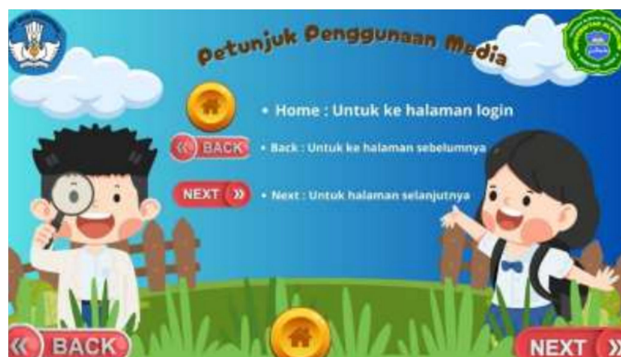 Petunjuk Penggunaan Media
• Home : Untuk ke halaman login
« BACK
• Back : Untuk ke halaman sebelumnya
NEXT »
• Next : Untuk halaman selanjutnya
« BACK
NEXT »